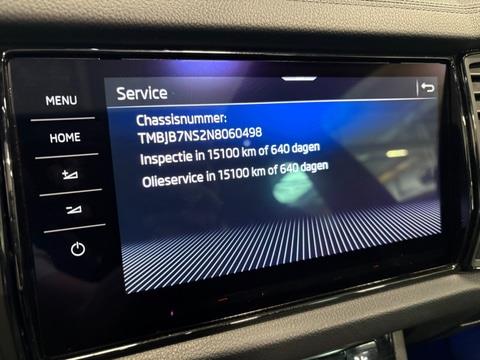 MENU
HOME
Service
Chassisnummer:
TMBJB7NS2N8060498
Inspectie in 15100 km of 640 dagen
Olieservice in 15100 km of 640 dagen